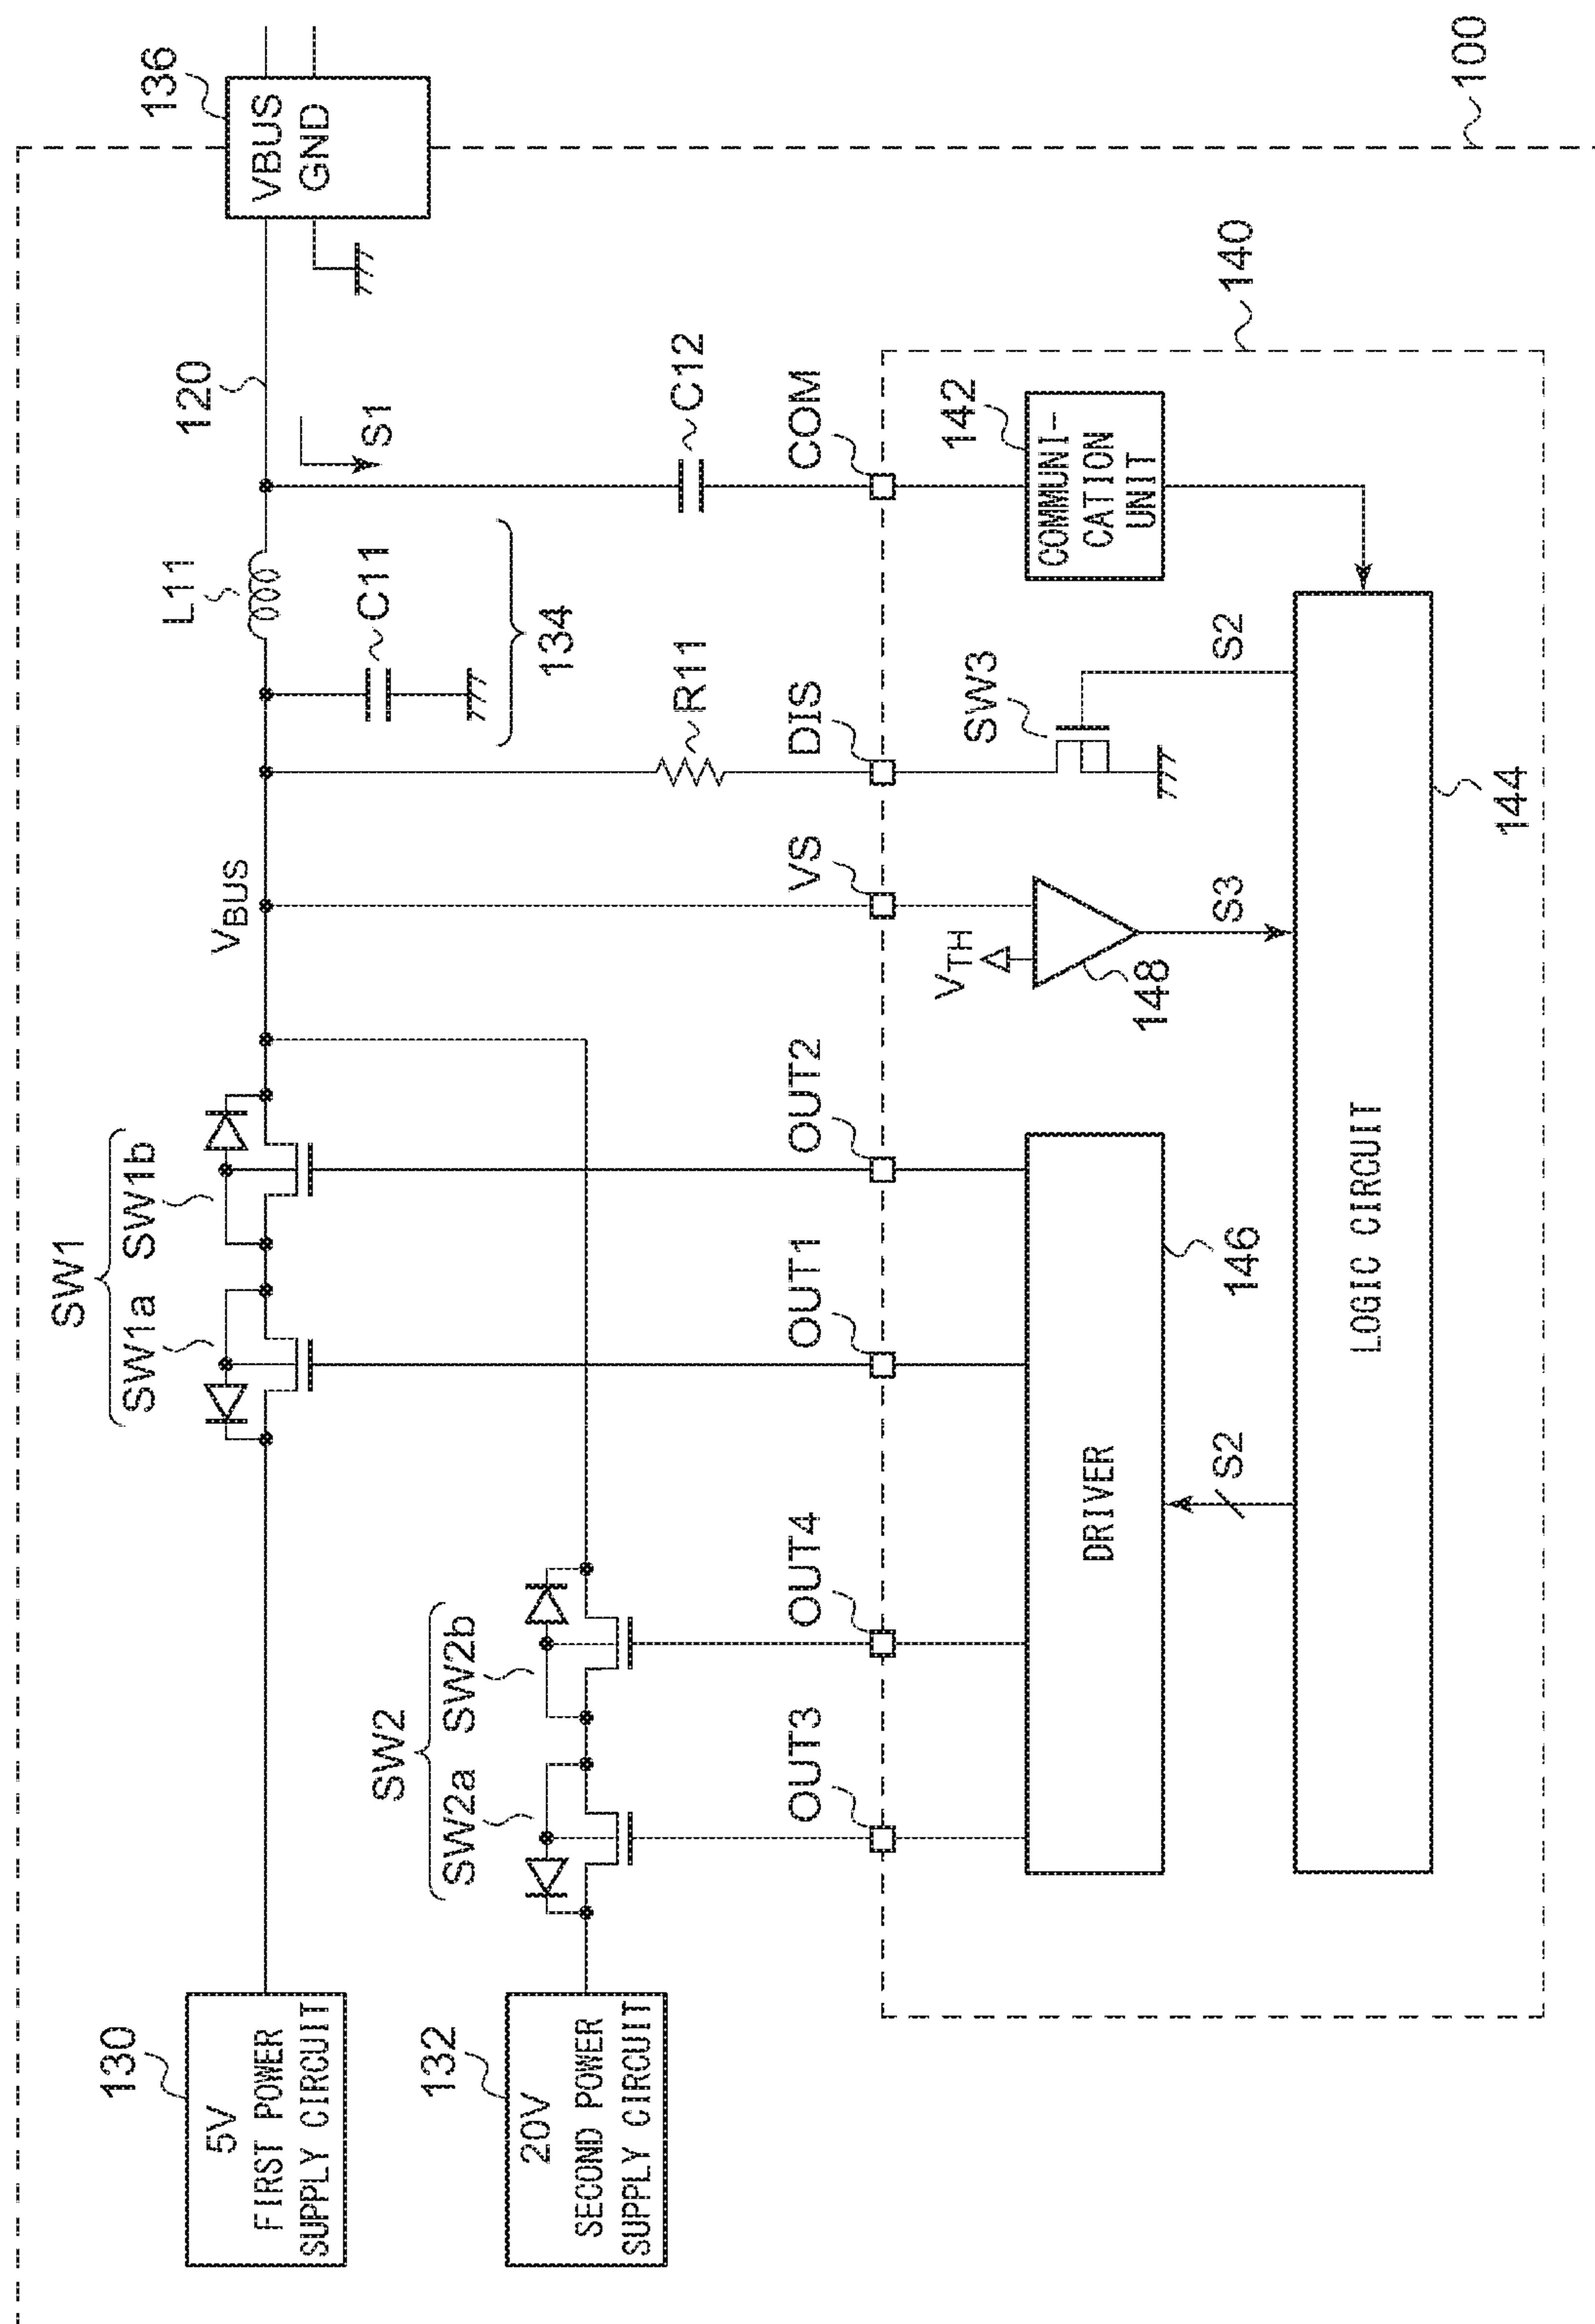 100
130
5V
FIRST POWER
SUPPLY CIRCUIT
SW1
SW1a
SW1b
VBUS
L11
120
136
VBUS
GND
S1
C11
134
132
20V
SECOND POWER
SUPPLY CIRCUIT
SW2
SW2a
SW2b
R11
C12
OUT3
OUT4
OUT1
OUT2
VS
DIS
COM
140
VTH
148
SW3
142
COMMUNI-
CATION
UNIT
DRIVER
146
S2
S3
S2
LOGIC CIRCUIT
144